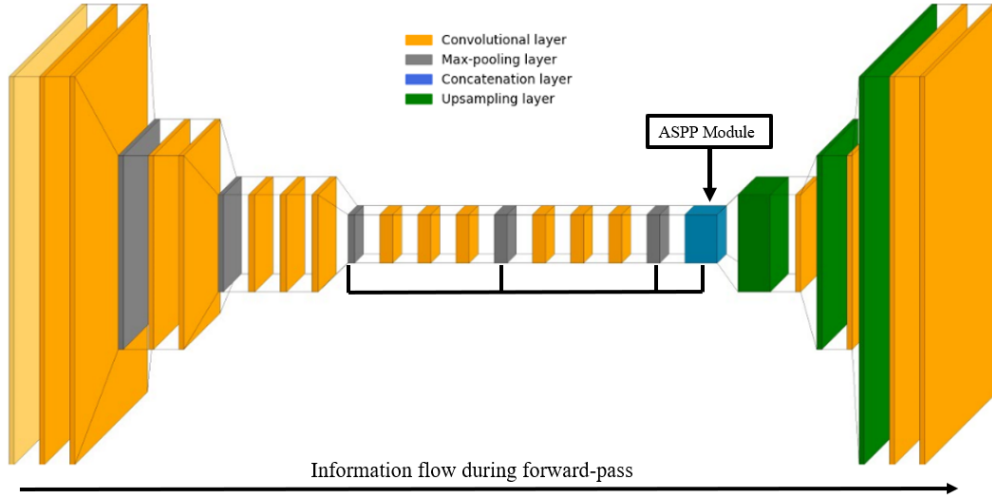 Convolutional layer
Max-pooling layer
Concatenation layer
Upsampling layer
ASPP Module
Information flow during forward-pass